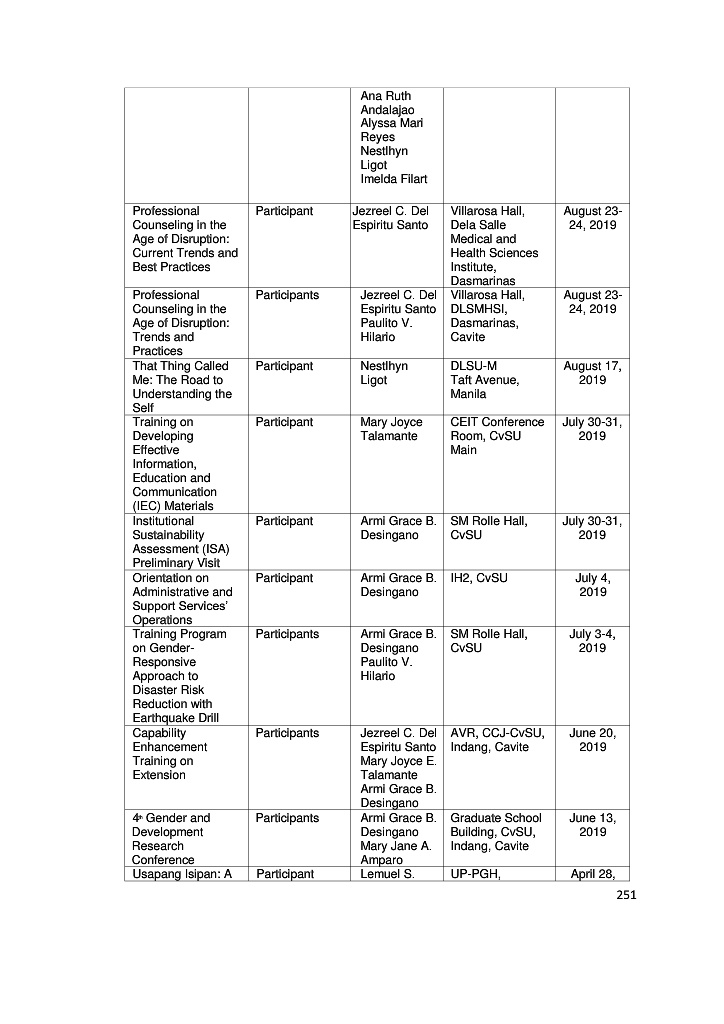 Ana Ruth
Andalajao
Alyssa Mari
Reyes
Nestlhyn
Ligot
Imelda Filart
Professional
Counseling in the
Age of Disruption:
Current Trends and
Best Practices
Participant
Jezreel C. Del
Espiritu Santo
Villarosa Hall,
Dela Salle
Medical and
Health Sciences
Institute,
Dasmarinas
August 23-
24, 2019
Professional
Counseling in the
Age of Disruption:
Trends and
Practices
Participants
Jezreel C. Del
Espiritu Santo
Paulito V.
Hilario
Villarosa Hall,
DLSMHSI,
Dasmarinas,
Cavite
August 23-
24, 2019
That Thing Called
Me: The Road to
Understanding the
Self
Participant
Nestlhyn
Ligot
DLSU-M
Taft Avenue,
Manila
August 17,
2019
Training on
Developing
Effective
Information,
Education and
Communication
(IEC) Materials
Participant
Mary Joyce
Talamante
CEIT Conference
Room, CvSU
Main
July 30-31,
2019
Institutional
Sustainability
Assessment (ISA)
Preliminary Visit
Participant
Armi Grace B.
Desingano
SM Rolle Hall,
CvSU
July 30-31,
2019
Orientation on
Administrative and
Support Services’
Operations
Participant
Armi Grace B.
Desingano
IH2, CvSU
July 4,
2019
Training Program
on Gender-
Responsive
Approach to
Disaster Risk
Reduction with
Earthquake Drill
Participants
Armi Grace B.
Desingano
Paulito V.
Hilario
SM Rolle Hall,
CvSU
July 3-4,
2019
Capability
Enhancement
Training on
Extension
Participants
Jezreel C. Del
Espiritu Santo
Mary Joyce E.
Talamante
Armi Grace B.
Desingano
AVR, CCJ-CvSU,
Indang, Cavite
June 20,
2019
4th Gender and
Development
Research
Conference
Participants
Armi Grace B.
Desingano
Mary Jane A.
Amparo
Graduate School
Building, CvSU,
Indang, Cavite
June 13,
2019
Usapang Isipan: A
Participant
Lemuel S.
UP-PGH,
April 28,
251